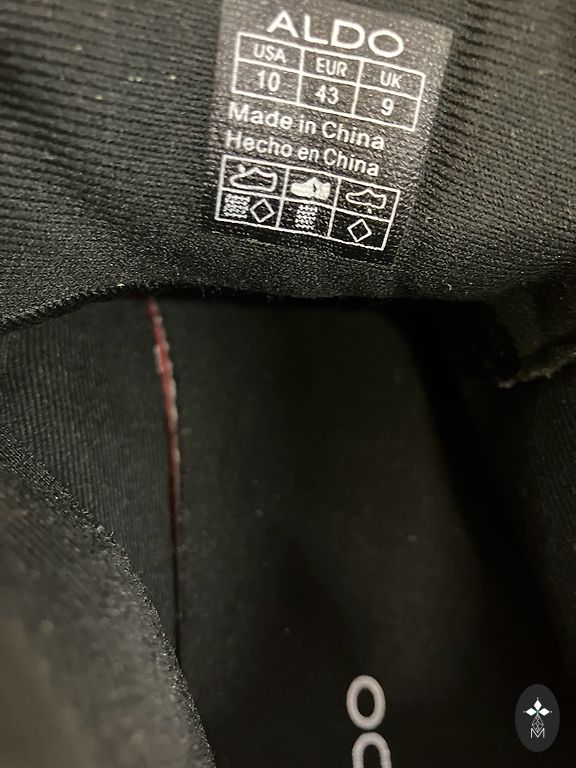 ALDO
USA EUR UK
10 43 9
Made in China
Hecho en China
M